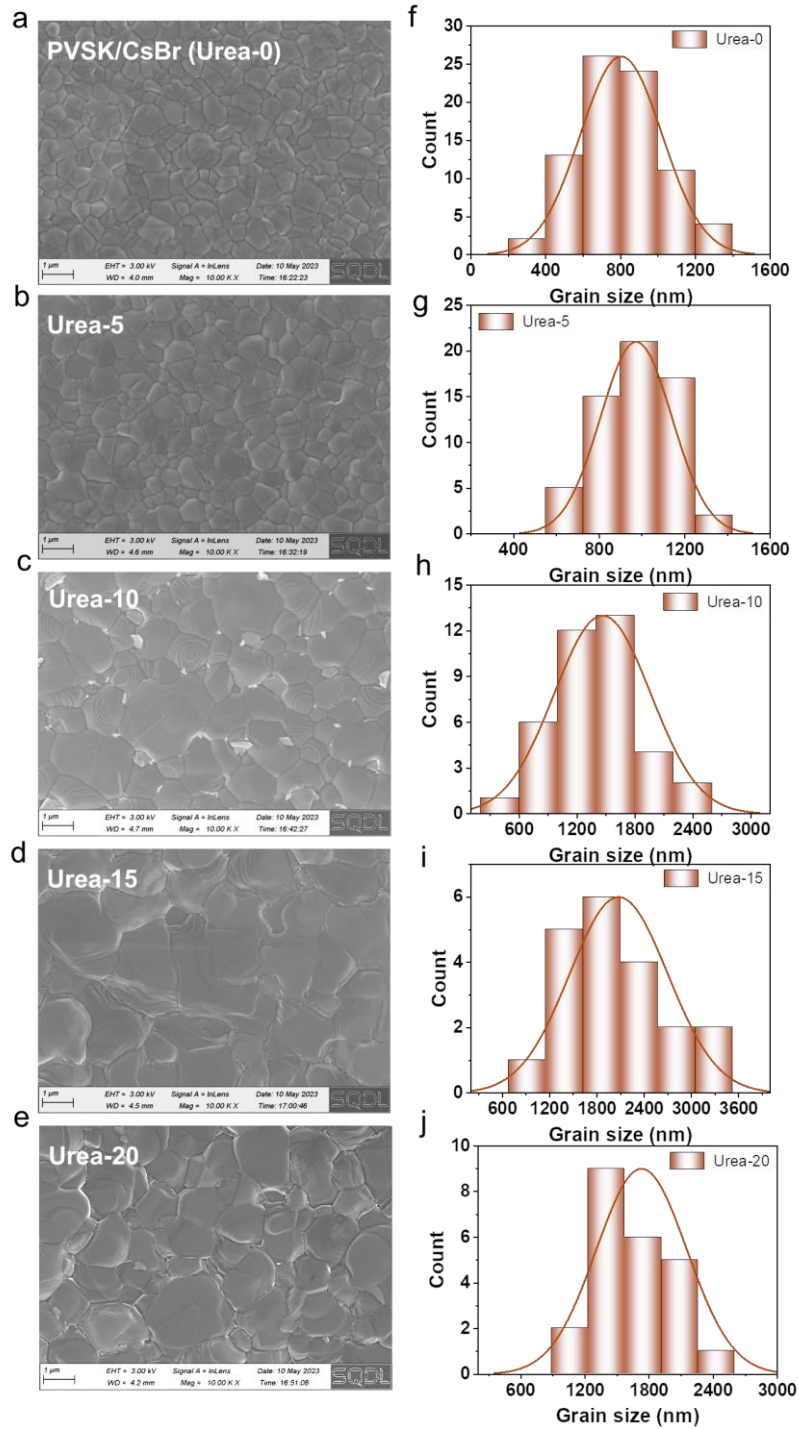 a
PVSK/CsBr (Urea-0)
1 μm
EHT = 3.00 kV Signal A = InLens Date: 10 May 2023
WD = 4.0 mm Mag = 10.00 K X Time: 16:22:23
SQDL
f
Urea-0
Count
30
25
20
15
10
5
0
0 400 800 1200 1600
Grain size (nm)
b
Urea-5
1 μm
EHT = 3.00 kV Signal A = InLens Date: 10 May 2023
WD = 4.6 mm Mag = 10.00 K X Time: 16:32:19
SQDL
g
Urea-5
Count
25
20
15
10
5
0
400 800 1200 1600
Grain size (nm)
c
Urea-10
1 μm
EHT = 3.00 kV Signal A = InLens Date: 10 May 2023
WD = 4.7 mm Mag = 10.00 K X Time: 16:42:27
SQDL
h
Urea-10
Count
15
12
9
6
3
0
600 1200 1800 2400 3000
Grain size (nm)
d
Urea-15
1 μm
EHT = 3.00 kV Signal A = InLens Date: 10 May 2023
WD = 4.5 mm Mag = 10.00 K X Time: 17:00:46
SQDL
i
Urea-15
Count
6
4
2
0
600 1200 1800 2400 3000 3600
Grain size (nm)
e
Urea-20
1 μm
EHT = 3.00 kV Signal A = InLens Date: 10 May 2023
WD = 4.2 mm Mag = 10.00 K X Time: 16:51:08
SQDL
j
Urea-20
Count
10
8
6
4
2
0
600 1200 1800 2400 3000
Grain size (nm)